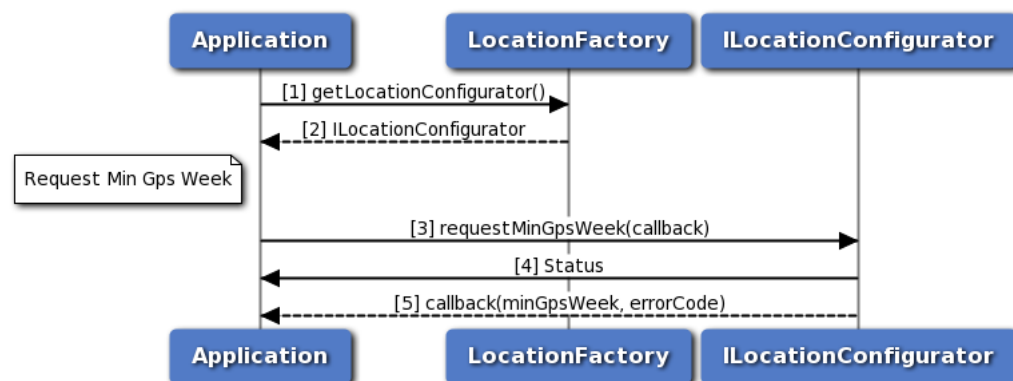 Application
LocationFactory
ILocationConfigurator
[1] getLocationConfigurator()
[2] ILocationConfigurator
Request Min Gps Week
[3] requestMinGpsWeek(callback)
[4] Status
[5] callback(minGpsWeek, errorCode)
Application
LocationFactory
ILocationConfigurator